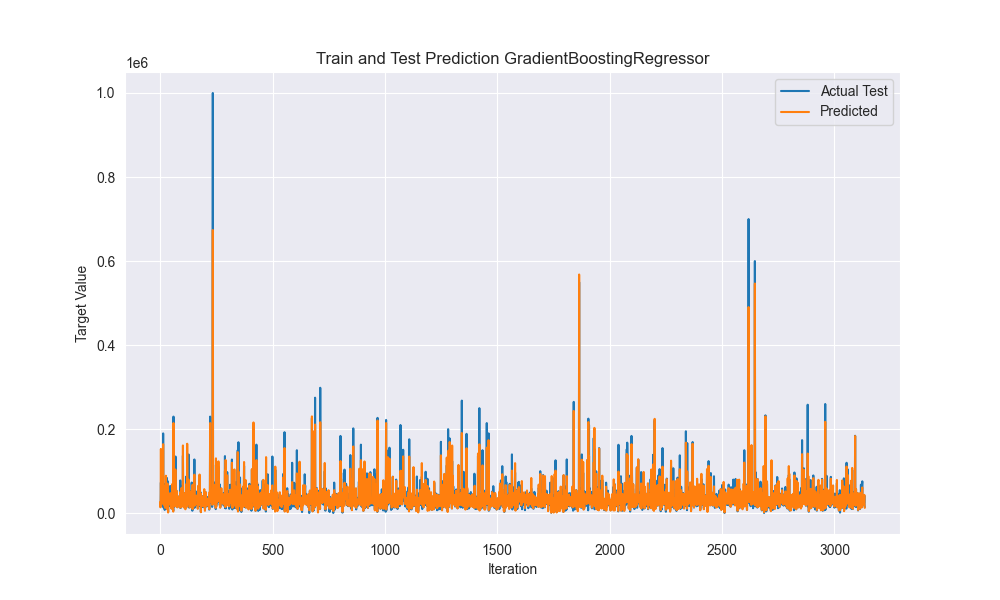 Train and Test Prediction GradientBoostingRegressor
1e6
Actual Test
Predicted
1.0
0.8
0.6
0.4
0.2
0.0
Target Value
0 500 1000 1500 2000 2500 3000
Iteration